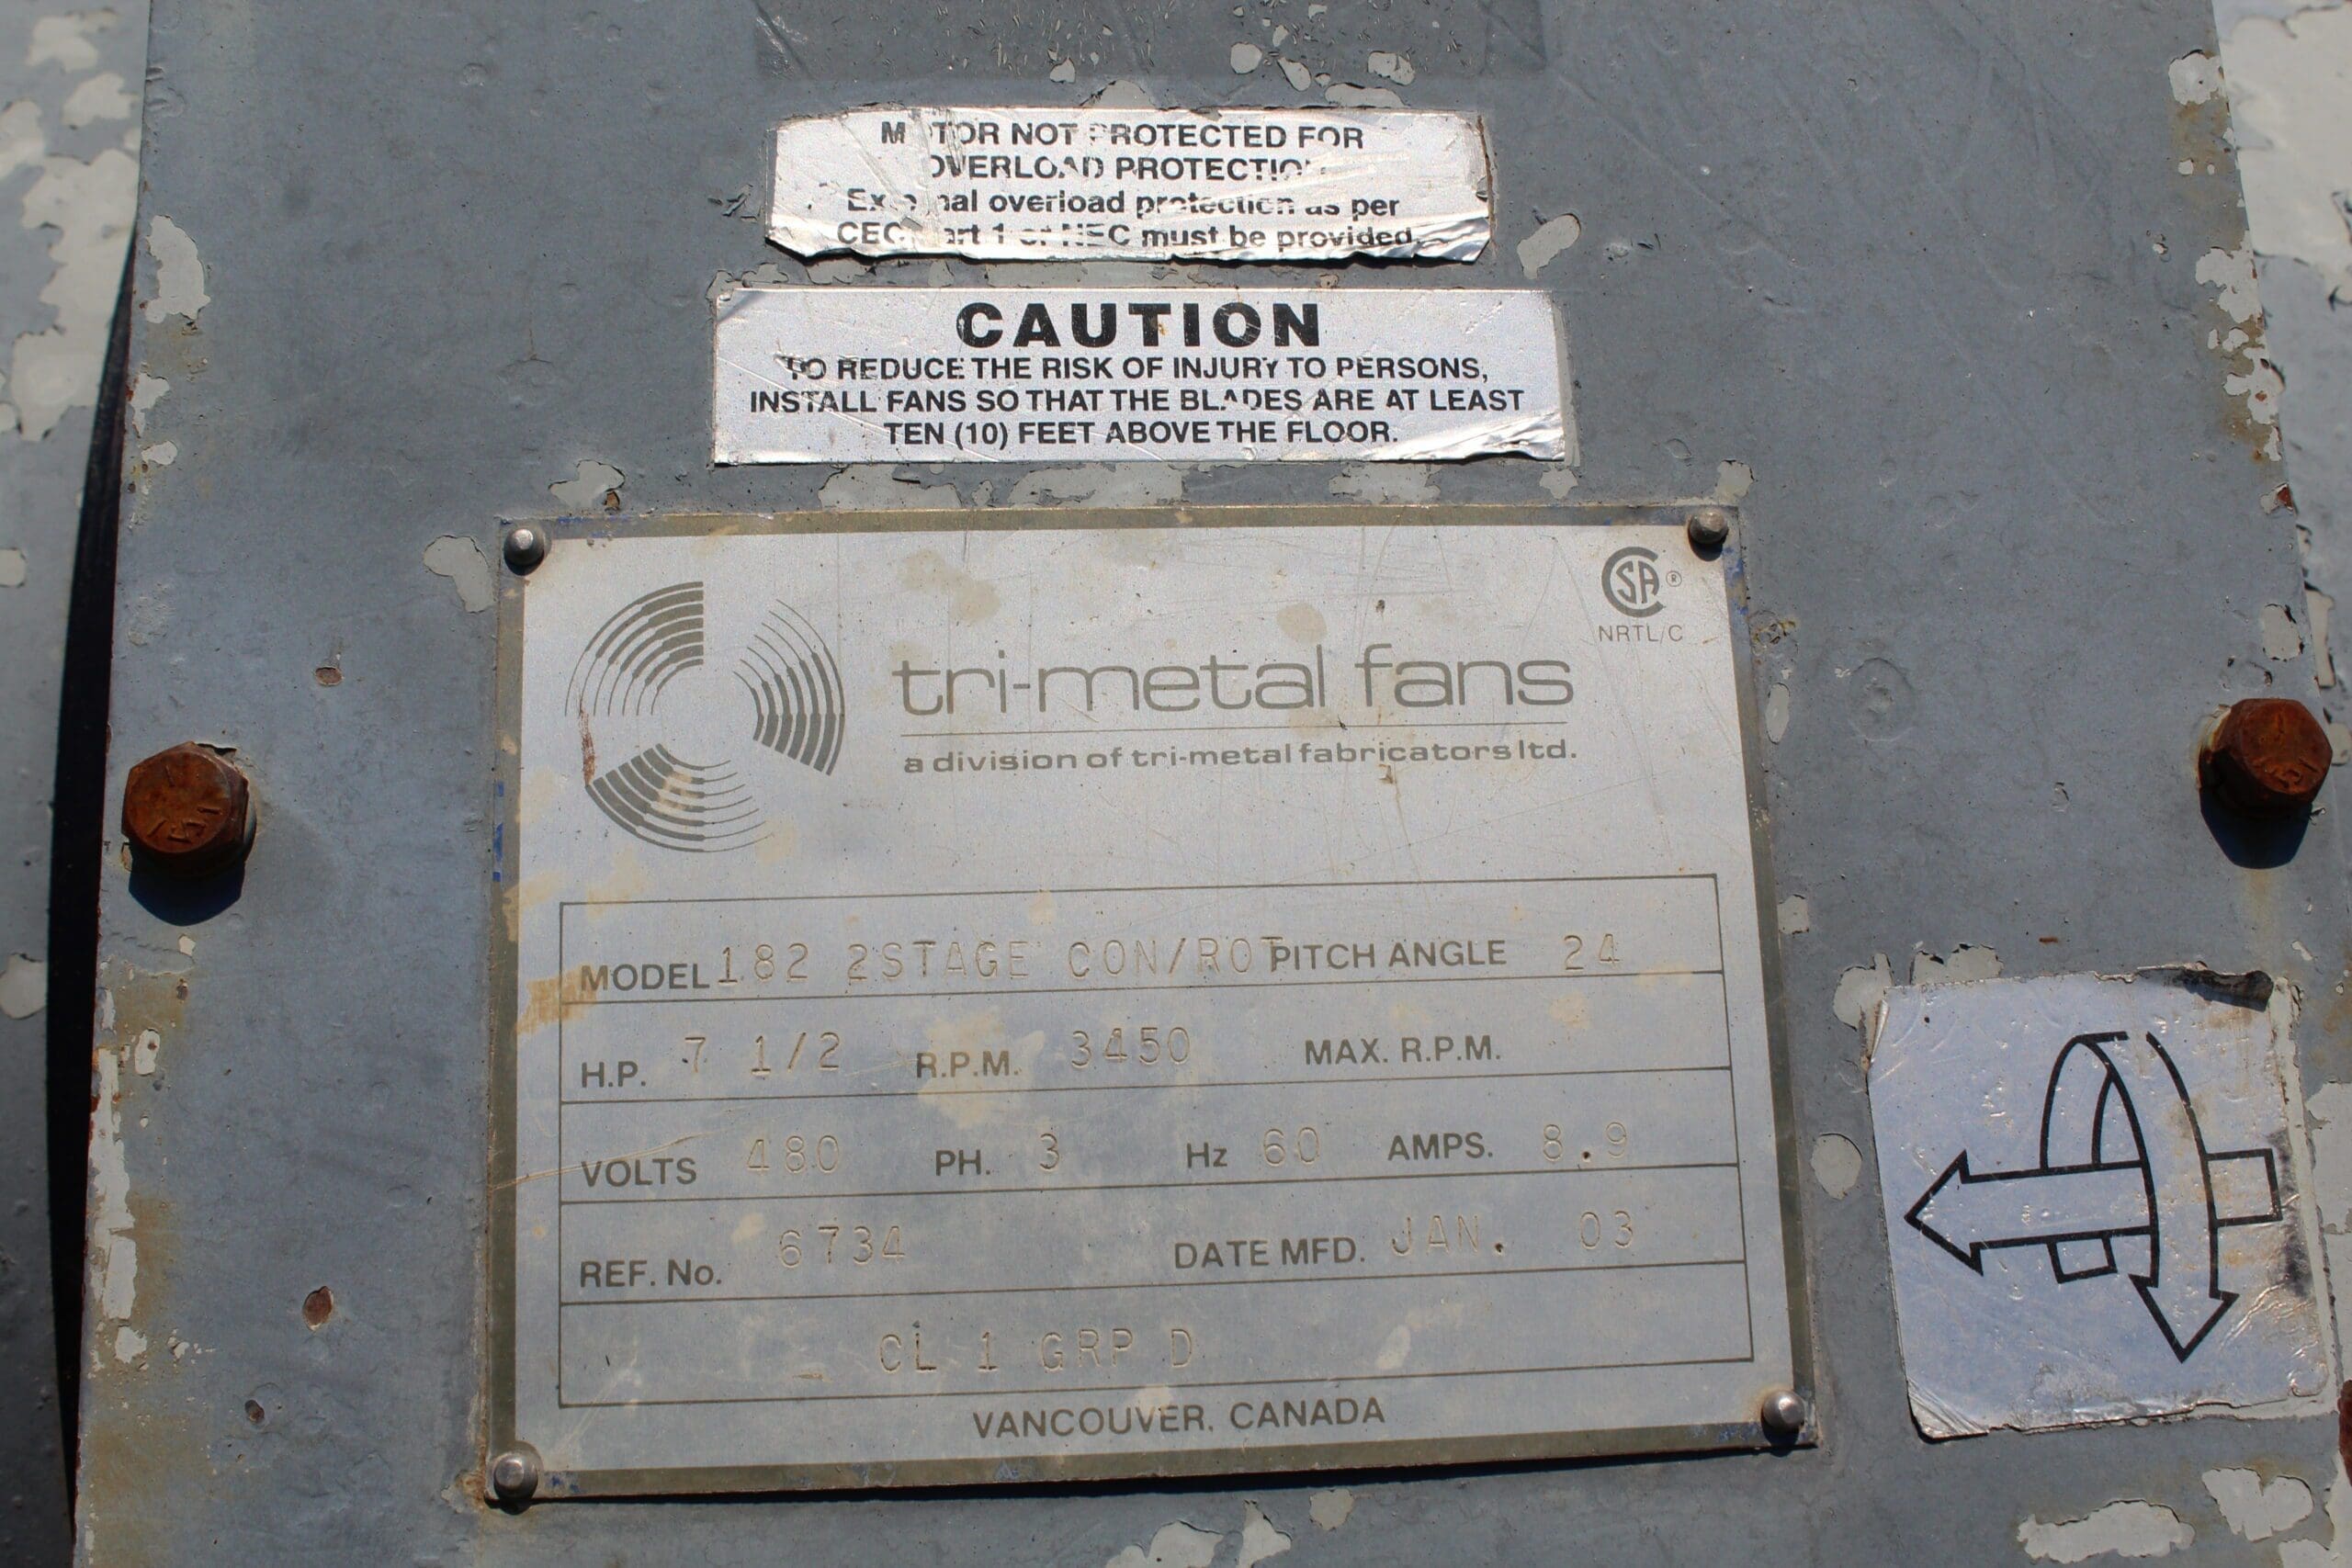 MOTOR NOT PROTECTED FOR
OVERLOAD PROTECTION
External overload protection as per
CEC Part 1 or NEC must be provided.
CAUTION
TO REDUCE THE RISK OF INJURY TO PERSONS,
INSTALL FANS SO THAT THE BLADES ARE AT LEAST
TEN (10) FEET ABOVE THE FLOOR.
CSA ®
NRTL/C
tri-metal fans
a division of tri-metal fabricators ltd.
MODEL 182 2STAGE CON/ROT PITCH ANGLE 24
H.P. 7 1/2 R.P.M. 3450 MAX. R.P.M.
VOLTS 480 PH. 3 Hz 60 AMPS. 8.9
REF. No. 6734 DATE MFD. JAN. 03
CL 1 GRP D
VANCOUVER, CANADA